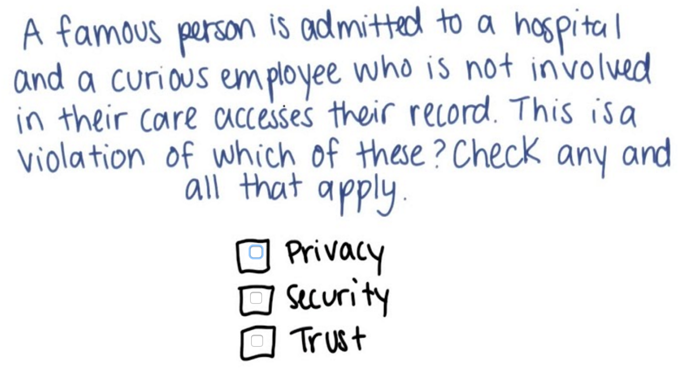 A famous person is admitted to a hospital
and a curious employee who is not involved
in their care accesses their record. This is a
violation of which of these? Check any and
all that apply.
Privacy
Security
Trust